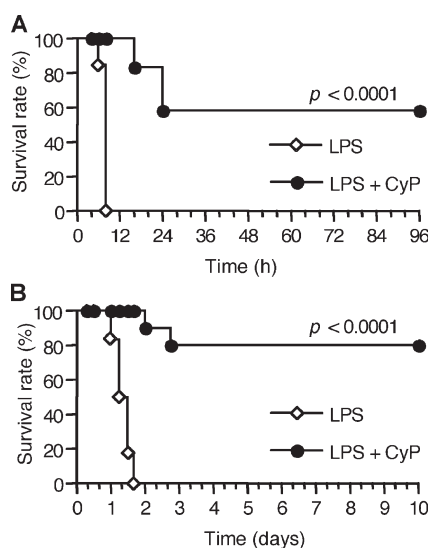 A
Survival rate (%)
100
80
60
40
20
0
p < 0.0001
LPS
LPS + CyP
0 12 24 36 48 60 72 84 96
Time (h)
B
Survival rate (%)
100
80
60
40
20
0
p < 0.0001
LPS
LPS + CyP
0 1 2 3 4 5 6 7 8 9 10
Time (days)